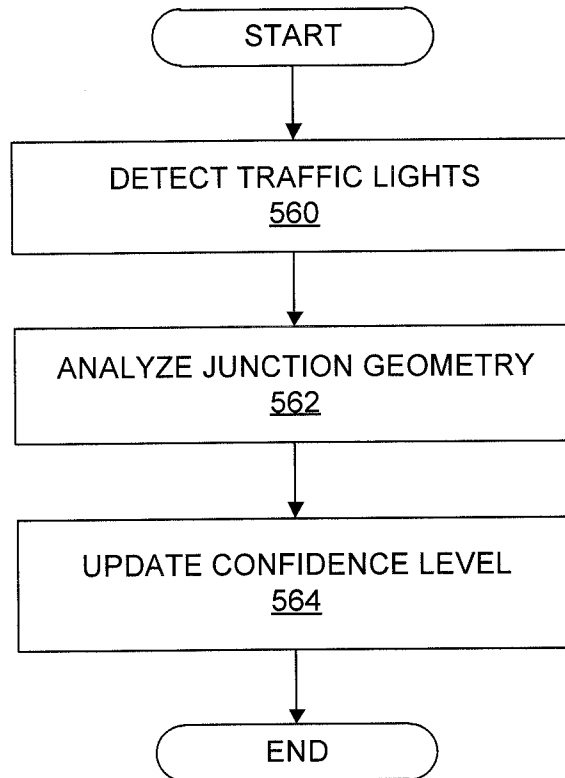 START
DETECT TRAFFIC LIGHTS
560
ANALYZE JUNCTION GEOMETRY
562
UPDATE CONFIDENCE LEVEL
564
END